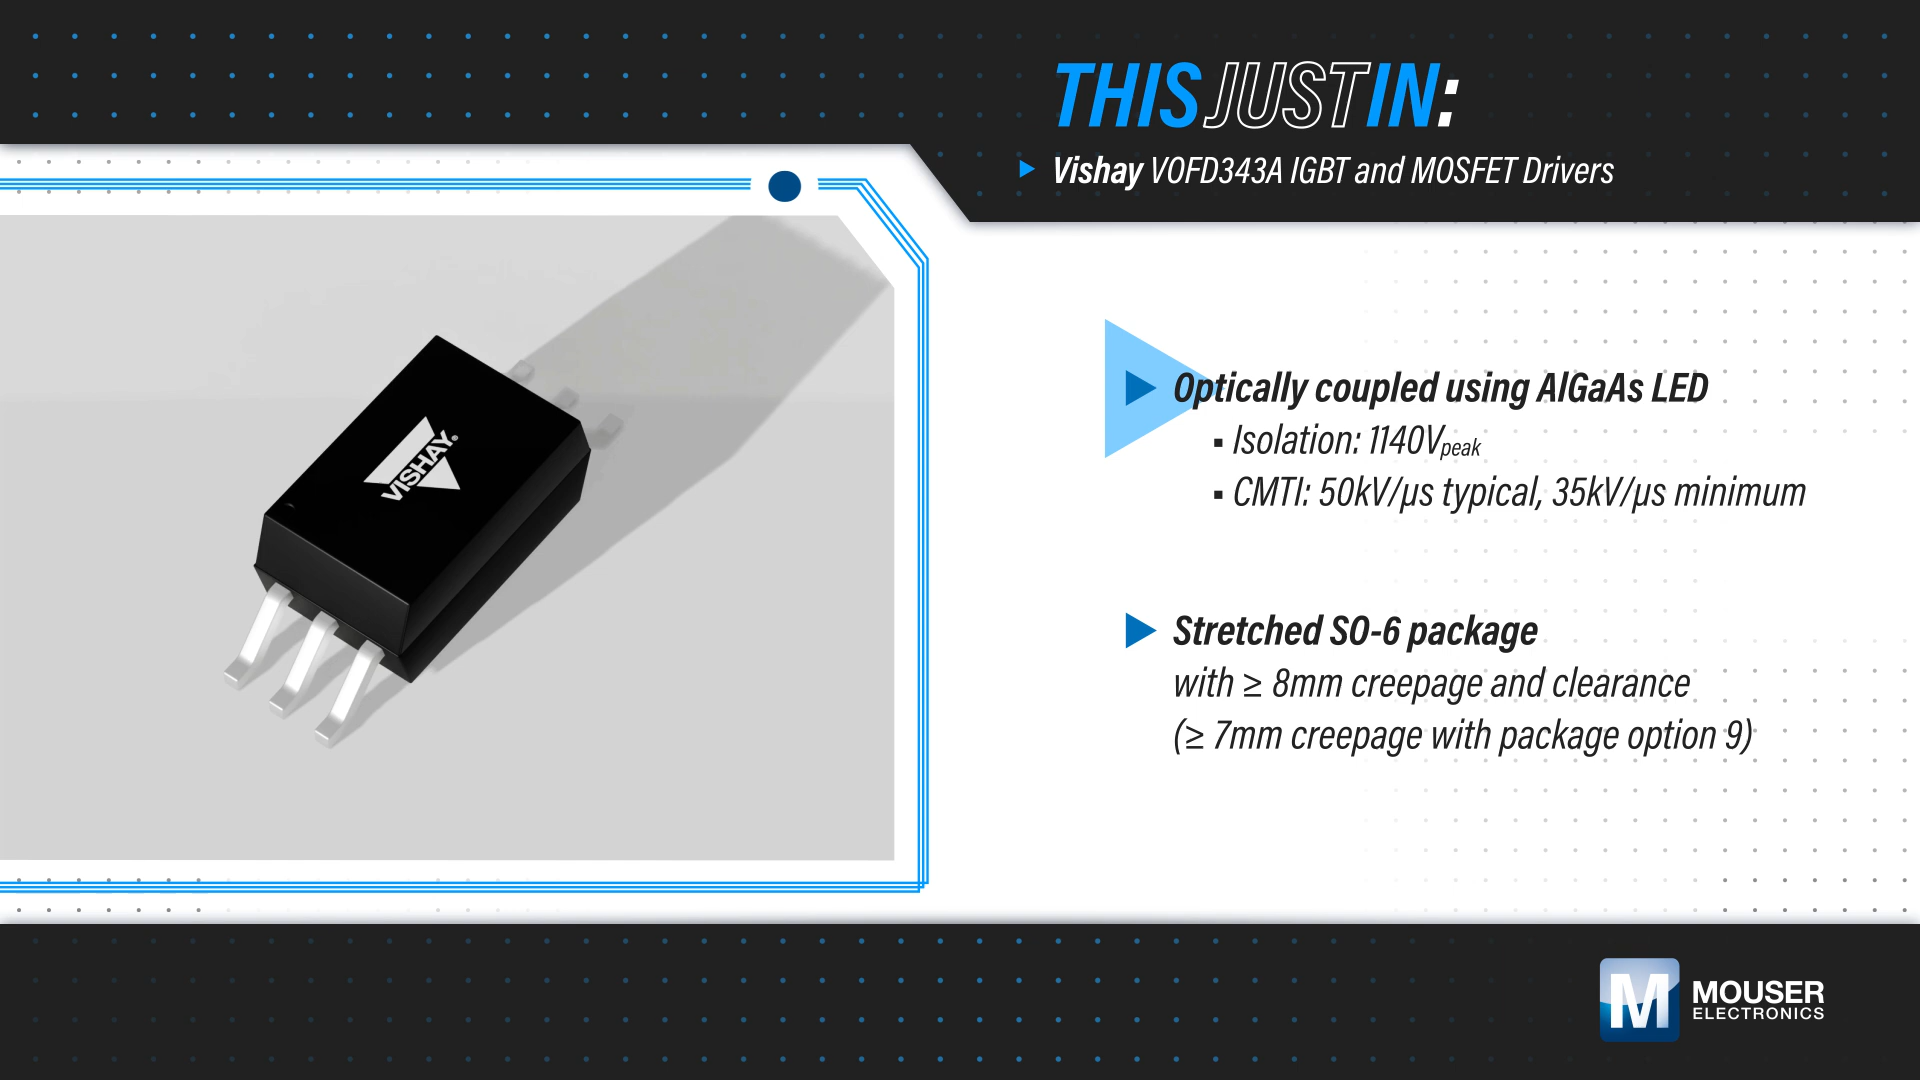 THIS JUST IN:
Vishay VOFD343A IGBT and MOSFET Drivers
VISHAY®
Optically coupled using AlGaAs LED
▪ Isolation: 1140Vpeak
▪ CMTI: 50kV/µs typical, 35kV/µs minimum
Stretched SO-6 package
with ≥ 8mm creepage and clearance
(≥ 7mm creepage with package option 9)
M MOUSER
ELECTRONICS